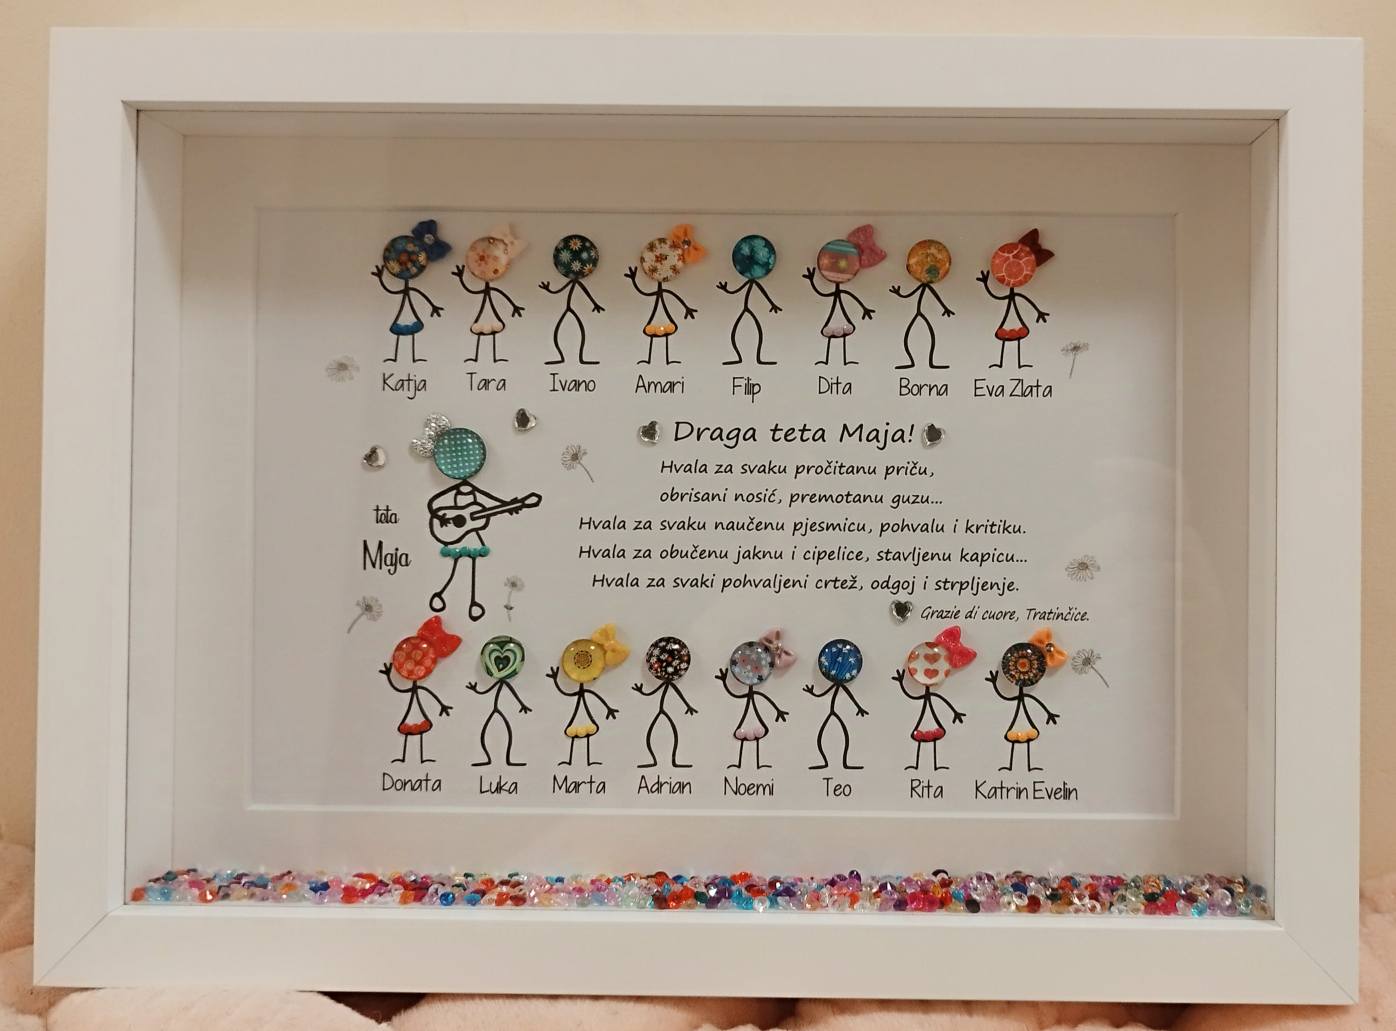 Katja Tara Ivano Amari Filip Dita Borna Eva Zlata
Draga teta Maja!
Hvala za svaku pročitanu priču,
obrisani nosić, premotanu guzu...
Hvala za svaku naučenu pjesmicu, pohvalu i kritiku.
Hvala za obučenu jaknu i cipelice, stavljenu kapicu...
Hvala za svaki pohvaljeni crtež, odgoj i strpljenje.
Grazie di cuore, Tratinčice.
teta
Maja
Donata Luka Marta Adrian Noemi Teo Rita Katrin Evelin